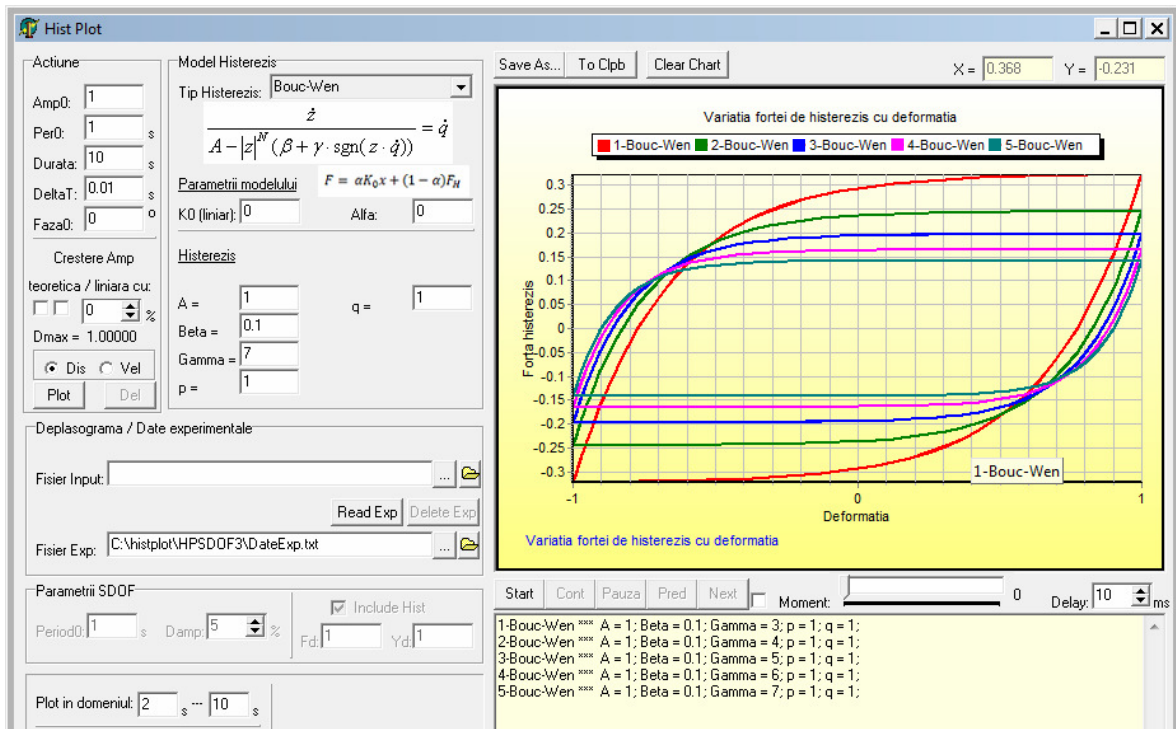 Hist Plot
Actiune
Amp0: 1
Per0: 1 s
Durata: 10 s
DeltaT: 0.01 s
Faza0: 0 o
Crestere Amp
teoretica / liniara cu:
0 %
Dmax = 1.00000
Dis Vel
Plot Del
Model Histerezis
Tip Histerezis: Bouc-Wen
ż / (A - |z|^N (β + γ · sgn(z · q̇))) = q̇
Parametrii modelului F = αK₀x + (1 − α)F_H
K0 (liniar): 0 Alfa: 0
Histerezis
A = 1 q = 1
Beta = 0.1
Gamma = 7
p = 1
Deplasograma / Date experimentale
Fisier Input: ...
Read Exp Delete Exp
Fisier Exp: C:\histplot\HPSDOF3\DateExp.txt ...
Parametrii SDOF
Period0: 1 s Damp: 5 %
Include Hist
Fd: 1 Yd: 1
Plot in domeniul: 2 s --- 10 s
Save As... To Clpb Clear Chart X = 0.368 Y = -0.231
Variatia fortei de histerezis cu deformatia
1-Bouc-Wen 2-Bouc-Wen 3-Bouc-Wen 4-Bouc-Wen 5-Bouc-Wen
Forța histerezis
0.3
0.25
0.2
0.15
0.1
0.05
0
-0.05
-0.1
-0.15
-0.2
-0.25
-0.3
1-Bouc-Wen
-1 0 1
Deformatia
Variatia fortei de histerezis cu deformatia
Start Cont Pauza Pred Next Moment: 0 Delay: 10 ms
1-Bouc-Wen *** A = 1; Beta = 0.1; Gamma = 3; p = 1; q = 1;
2-Bouc-Wen *** A = 1; Beta = 0.1; Gamma = 4; p = 1; q = 1;
3-Bouc-Wen *** A = 1; Beta = 0.1; Gamma = 5; p = 1; q = 1;
4-Bouc-Wen *** A = 1; Beta = 0.1; Gamma = 6; p = 1; q = 1;
5-Bouc-Wen *** A = 1; Beta = 0.1; Gamma = 7; p = 1; q = 1;